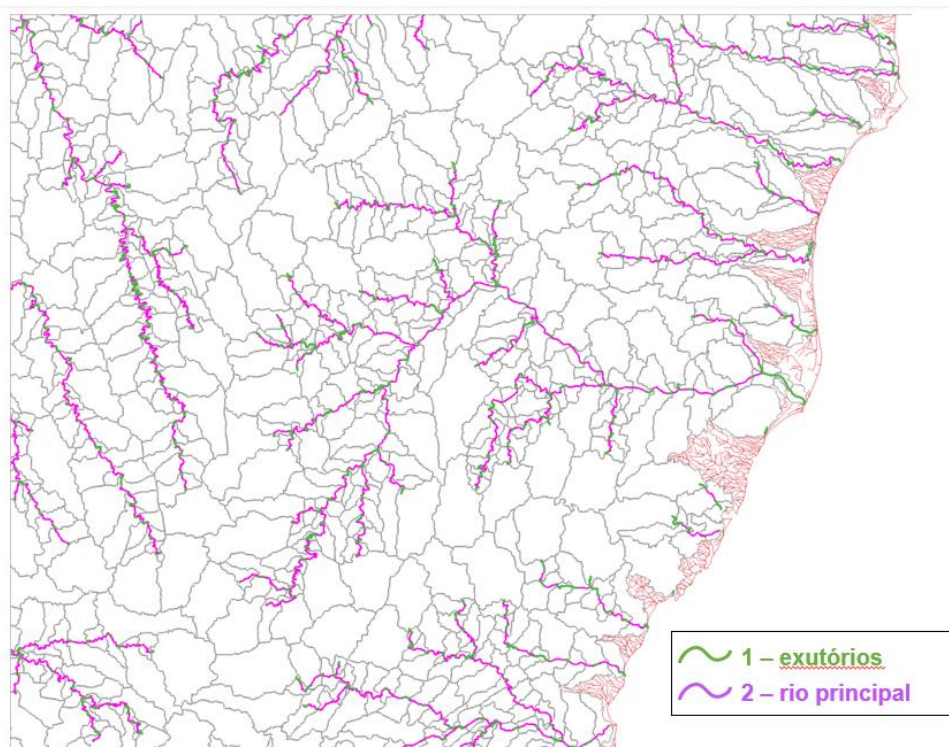 1 – exutórios
2 – rio principal